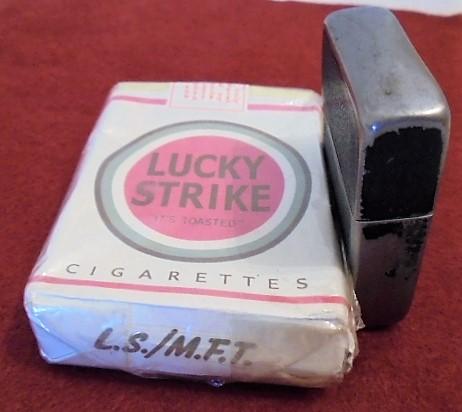 LUCKY
STRIKE
"IT'S TOASTED"
CIGARETTES
L.S./M.F.T.